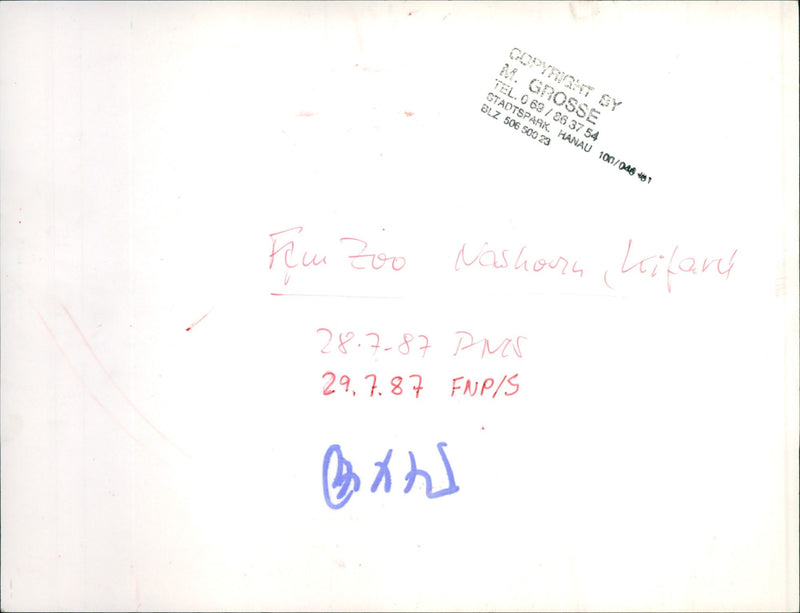 COPYRIGHT BY
M. GROSSE
TEL. 0 69 / 86 37 54
STADTSPARK. HANAU 100/046 481
BLZ 506 500 23
Ffm Zoo Nashorn, Kifaru
28.7.87
29.7.87 FNP/S